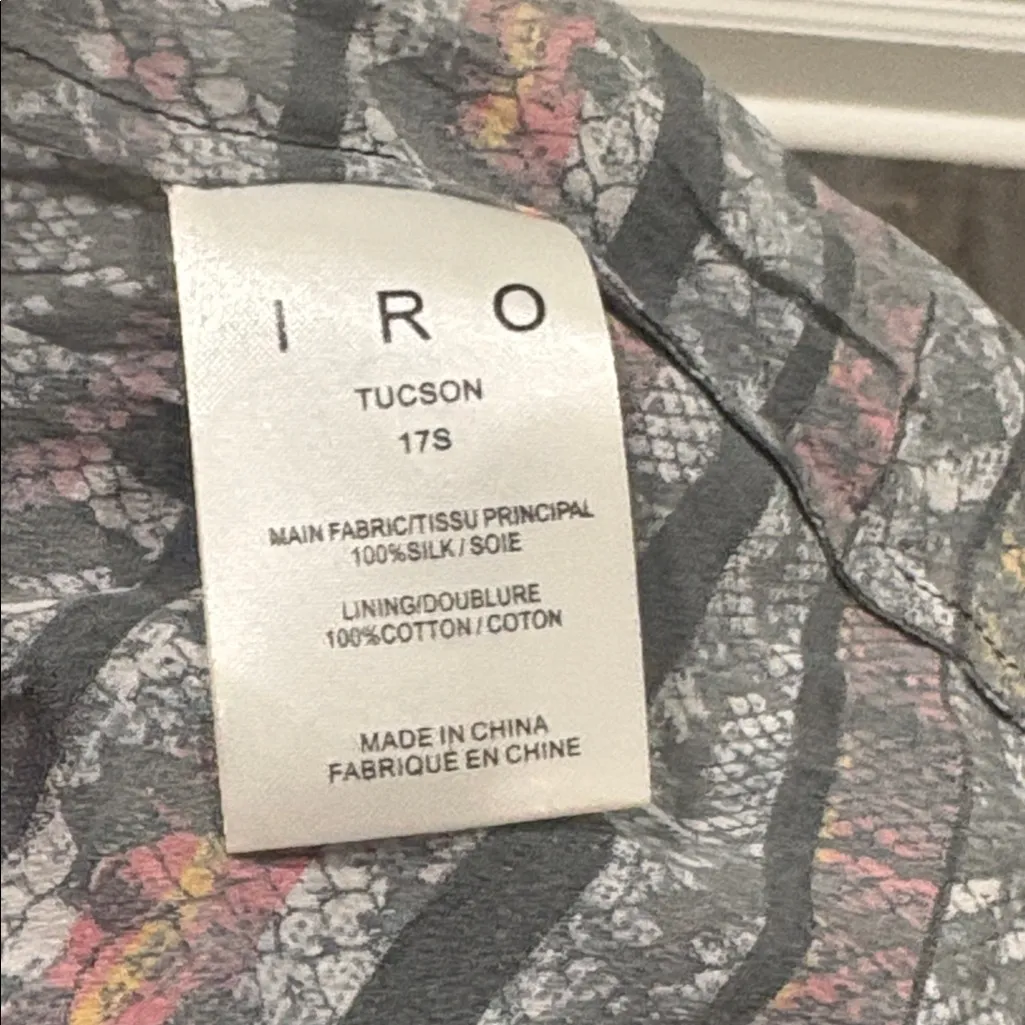 I R O
TUCSON
17S
MAIN FABRIC/TISSU PRINCIPAL
100%SILK / SOIE
LINING/DOUBLURE
100%COTTON / COTON
MADE IN CHINA
FABRIQUÉ EN CHINE